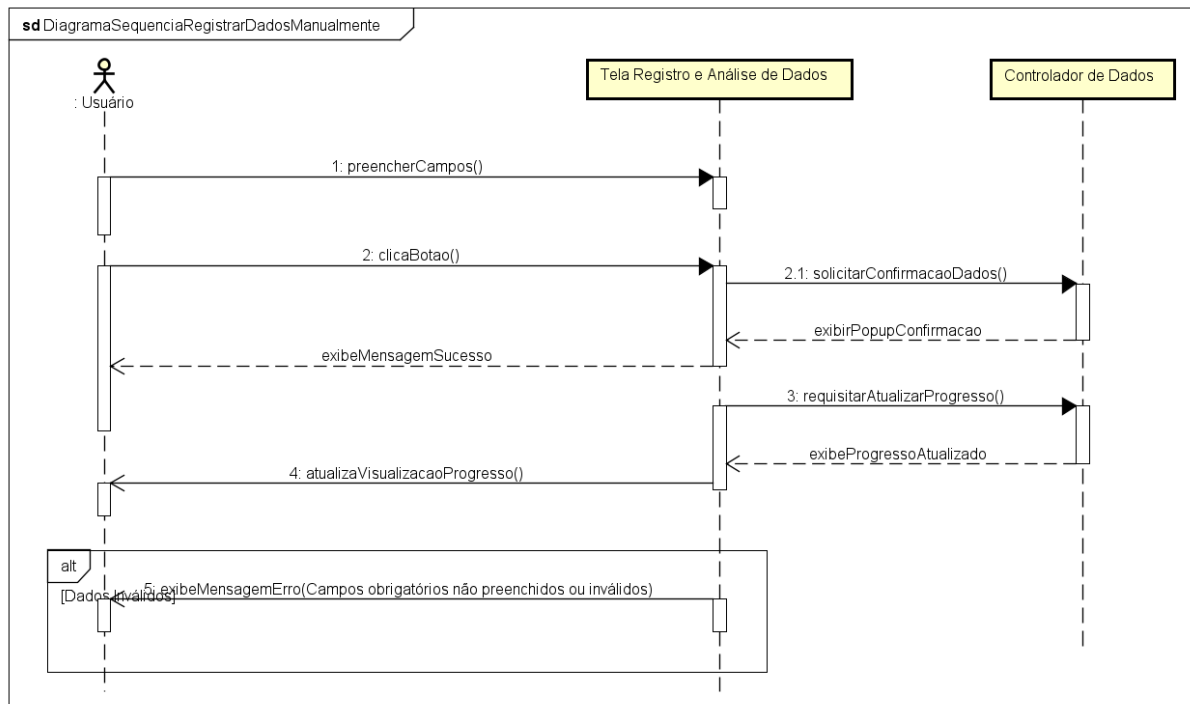 sd DiagramaSequenciaRegistrarDadosManualmente
: Usuário
Tela Registro e Análise de Dados
Controlador de Dados
1: preencherCampos()
2: clicaBotao()
2.1: solicitarConfirmacaoDados()
exibirPopupConfirmacao
exibeMensagemSucesso
3: requisitarAtualizarProgresso()
exibeProgressoAtualizado
4: atualizaVisualizacaoProgresso()
alt
5: exibeMensagemErro(Campos obrigatórios não preenchidos ou inválidos)
[Dados Inválidos]